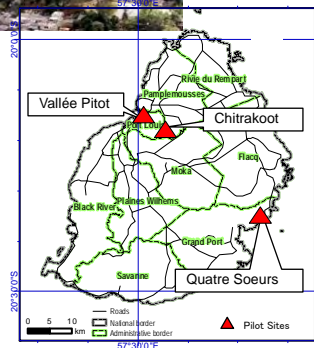 57°30'0"E
20°0'0"S
Rivie du Rempart
Pamplemousses
Vallée Pitot
Chitrakoot
Port Louis
Flacq
Moka
Plaines Wilhems
Black River
Grand Port
Quatre Soeurs
Savanne
20°30'0"S
Roads
National border
Administrative border
0 5 10
km
Pilot Sites
57°30'0"E